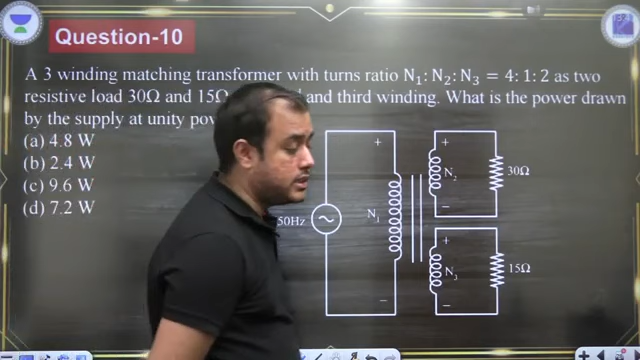 Question-10
A 3 winding matching transformer with turns ratio N₁: N₂: N₃ = 4: 1: 2 as two
resistive load 30Ω and 15Ω and third winding. What is the power drawn
by the supply at unity
(a) 4.8 W
(b) 2.4 W
(c) 9.6 W
(d) 7.2 W
+ + N₂ 30Ω
−
50Hz N₁
+ N₃ 15Ω
− −